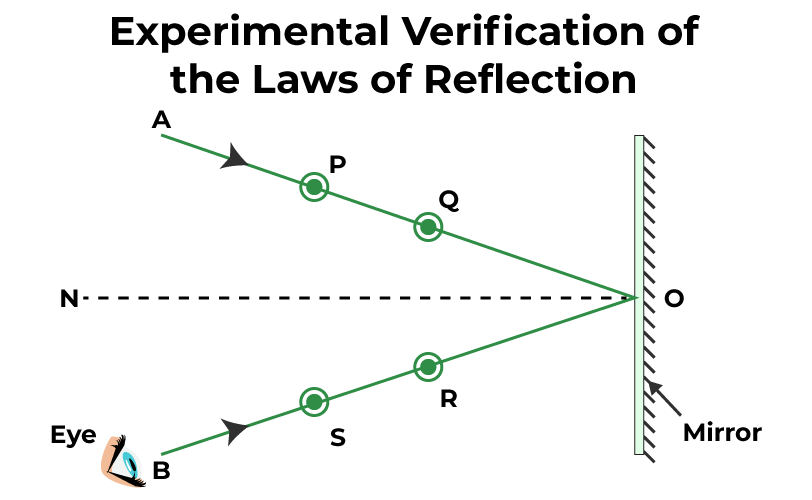 Experimental Verification of
the Laws of Reflection
A
P
Q
N
O
R
S
Eye
B
Mirror